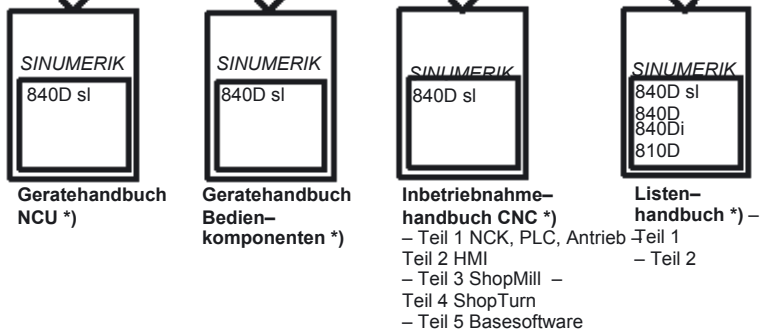 SINUMERIK
840D sl
Geratehandbuch
NCU *)
SINUMERIK
840D sl
Geratehandbuch
Bedien–
komponenten *)
SINUMERIK
840D sl
Inbetriebnahme–
handbuch CNC *)
– Teil 1 NCK, PLC, Antrieb –
Teil 2 HMI
– Teil 3 ShopMill –
Teil 4 ShopTurn
– Teil 5 Basesoftware
SINUMERIK
840D sl
840D
840Di
810D
Listen–
handbuch *) –
Teil 1
– Teil 2